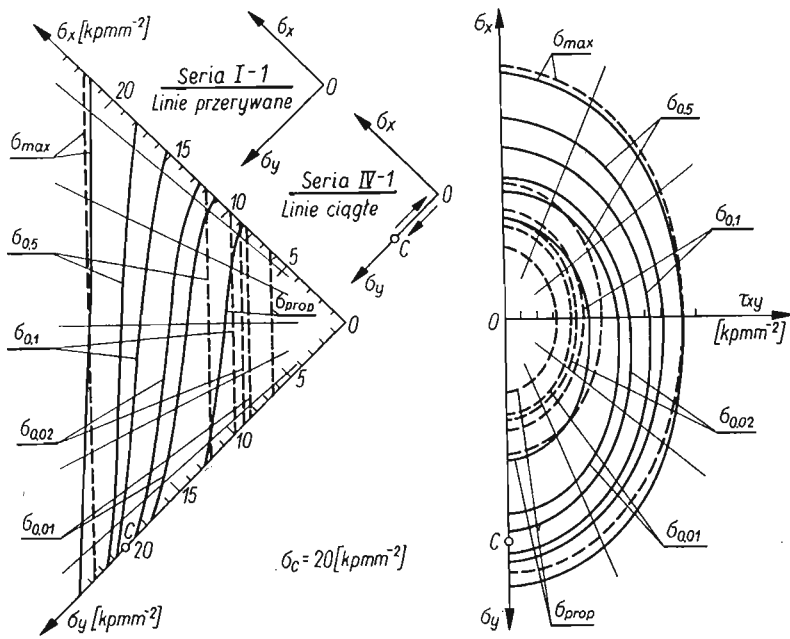 σx [kpmm⁻²]
20
σmax
15
10
5
0
σ0.5
σprop
σ0.1
5
σ0.02
10
15
σ0.01
C
20
σy [kpmm⁻²]
σx
Seria I-1
Linie przerywane
0
σy
σx
Seria IV-1
Linie ciągłe
0
C
σy
σc = 20 [kpmm⁻²]
σx
σmax
σ0.5
σ0.1
τxy
[kpmm⁻²]
0
σ0.02
C
σ0.01
σy
σprop